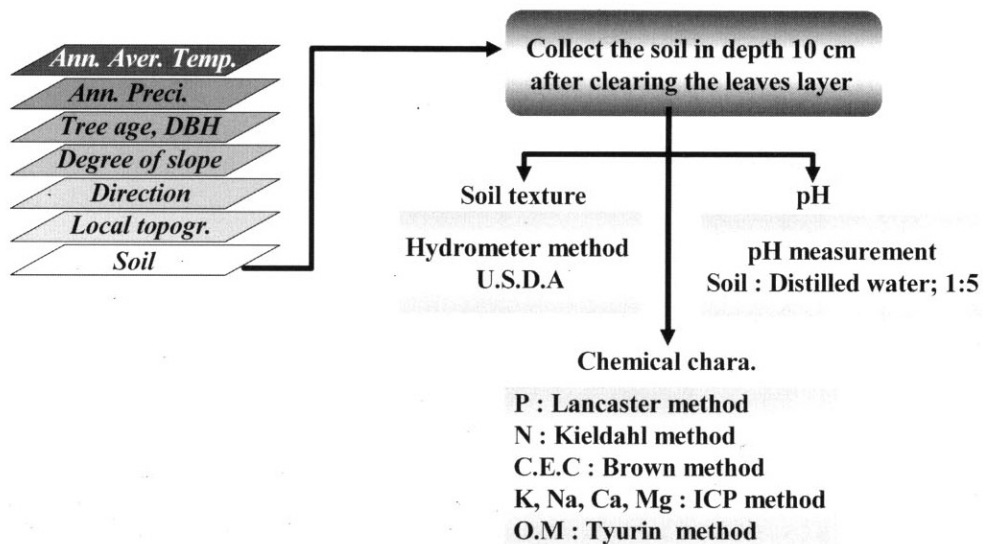 Ann. Aver. Temp.
Ann. Preci.
Tree age, DBH
Degree of slope
Direction
Local topogr.
Soil
Collect the soil in depth 10 cm
after clearing the leaves layer
Soil texture
Hydrometer method
U.S.D.A
pH
pH measurement
Soil : Distilled water; 1:5
Chemical chara.
P : Lancaster method
N : Kieldahl method
C.E.C : Brown method
K, Na, Ca, Mg : ICP method
O.M : Tyurin method